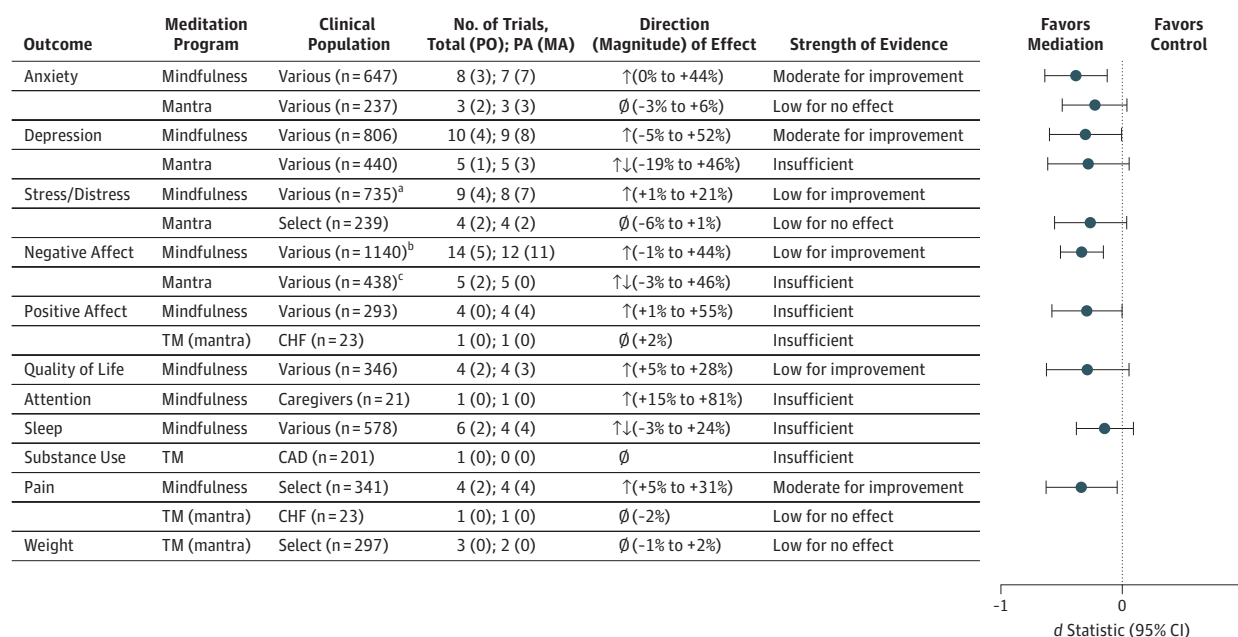 Outcome Meditation Program Clinical Population No. of Trials, Total (PO); PA (MA) Direction (Magnitude) of Effect Strength of Evidence Favors Mediation Favors Control
Anxiety Mindfulness Various (n = 647) 8 (3); 7 (7) ↑(0% to +44%) Moderate for improvement
Mantra Various (n = 237) 3 (2); 3 (3) Ø (-3% to +6%) Low for no effect
Depression Mindfulness Various (n = 806) 10 (4); 9 (8) ↑(-5% to +52%) Moderate for improvement
Mantra Various (n = 440) 5 (1); 5 (3) ↑↓(-19% to +46%) Insufficient
Stress/Distress Mindfulness Various (n = 735)a 9 (4); 8 (7) ↑(+1% to +21%) Low for improvement
Mantra Select (n = 239) 4 (2); 4 (2) Ø (-6% to +1%) Low for no effect
Negative Affect Mindfulness Various (n = 1140)b 14 (5); 12 (11) ↑(-1% to +44%) Low for improvement
Mantra Various (n = 438)c 5 (2); 5 (0) ↑↓(-3% to +46%) Insufficient
Positive Affect Mindfulness Various (n = 293) 4 (0); 4 (4) ↑(+1% to +55%) Insufficient
TM (mantra) CHF (n = 23) 1 (0); 1 (0) Ø (+2%) Insufficient
Quality of Life Mindfulness Various (n = 346) 4 (2); 4 (3) ↑(+5% to +28%) Low for improvement
Attention Mindfulness Caregivers (n = 21) 1 (0); 1 (0) ↑(+15% to +81%) Insufficient
Sleep Mindfulness Various (n = 578) 6 (2); 4 (4) ↑↓(-3% to +24%) Insufficient
Substance Use TM CAD (n = 201) 1 (0); 0 (0) Ø Insufficient
Pain Mindfulness Select (n = 341) 4 (2); 4 (4) ↑(+5% to +31%) Moderate for improvement
TM (mantra) CHF (n = 23) 1 (0); 1 (0) Ø (-2%) Low for no effect
Weight TM (mantra) Select (n = 297) 3 (0); 2 (0) Ø (-1% to +2%) Low for no effect
-1 0
d Statistic (95% CI)